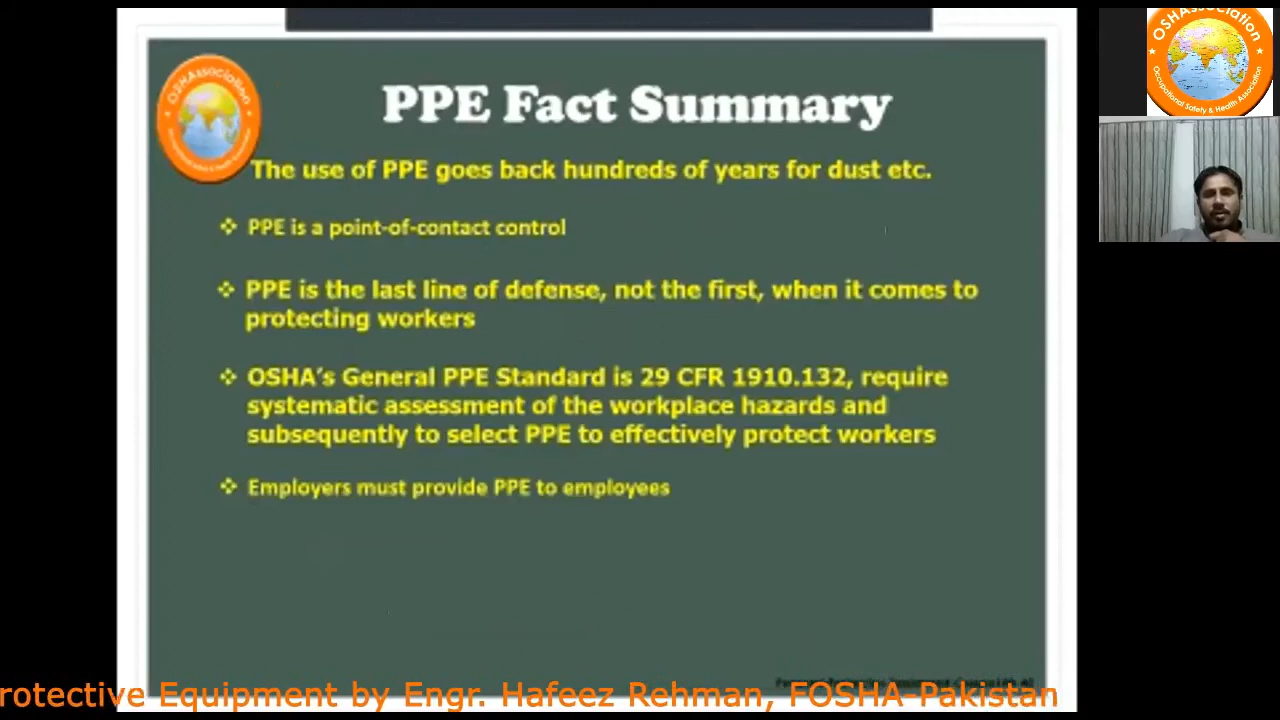 OSHAssociation
Occupational Safety & Health Association
OSHAssociation
PPE Fact Summary
The use of PPE goes back hundreds of years for dust etc.
❖ PPE is a point-of-contact control
❖ PPE is the last line of defense, not the first, when it comes to
protecting workers
❖ OSHA's General PPE Standard is 29 CFR 1910.132, require
systematic assessment of the workplace hazards and
subsequently to select PPE to effectively protect workers
❖ Employers must provide PPE to employees
rotective Equipment by Engr. Hafeez Rehman, FOSHA-Pakistan